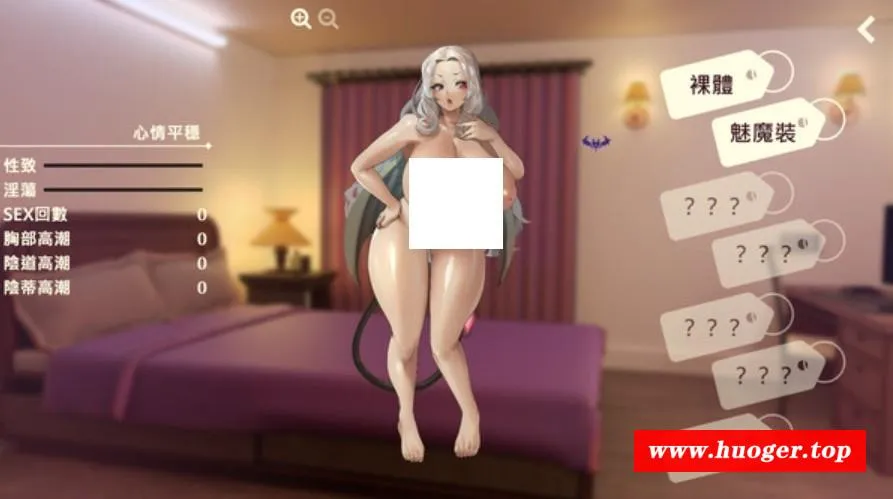 心情平穩
性致
淫蕩
SEX回數 0
胸部高潮 0
陰道高潮 0
陰蒂高潮 0
裸體
魅魔裝
? ? ?
? ? ?
? ? ?
? ? ?
www.huoger.top